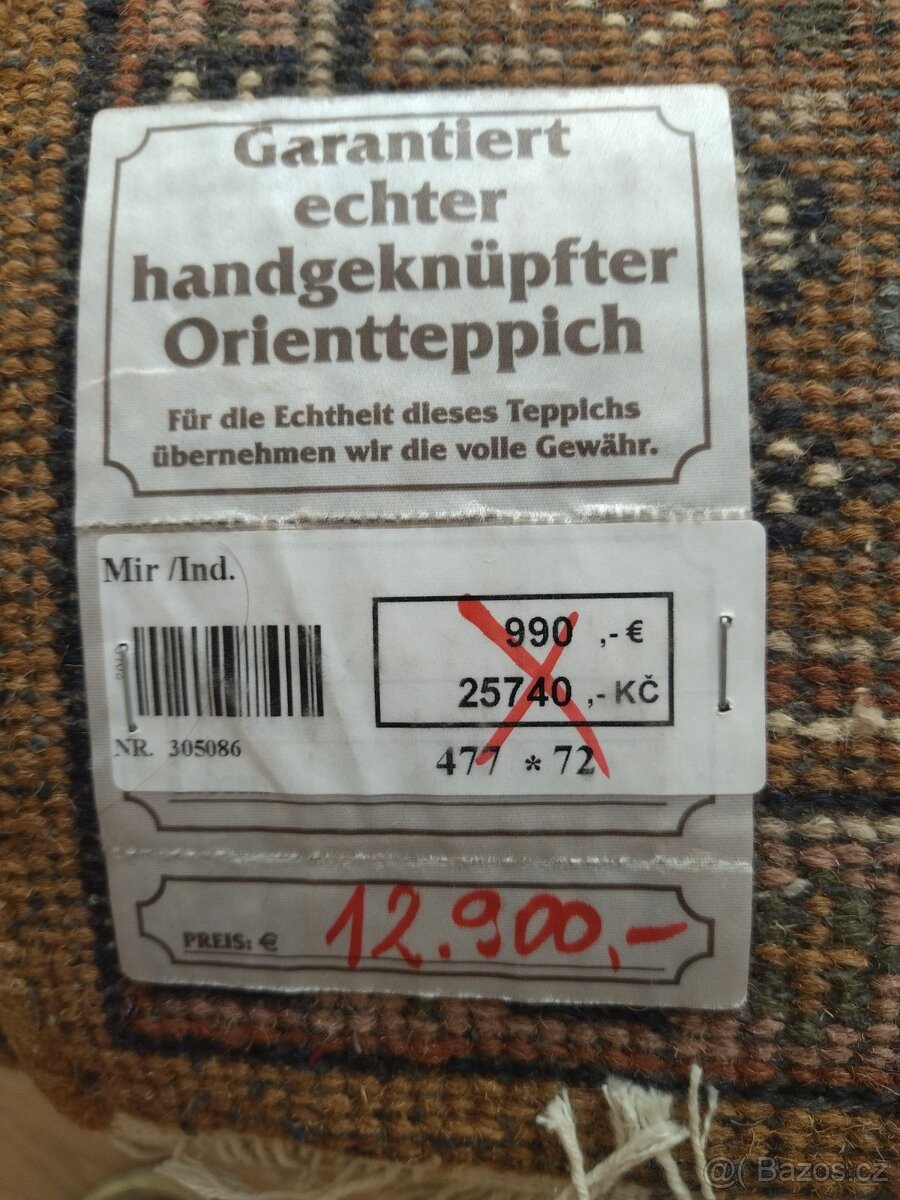 Garantiert
echter
handgeknüpfter
Orientteppich
Für die Echtheit dieses Teppichs
übernehmen wir die volle Gewähr.
Mir /Ind.
990 ,-€
25740 ,- KČ
NR. 305086
477 * 72
PREIS: € 12.900,-
@( Bazos.cz